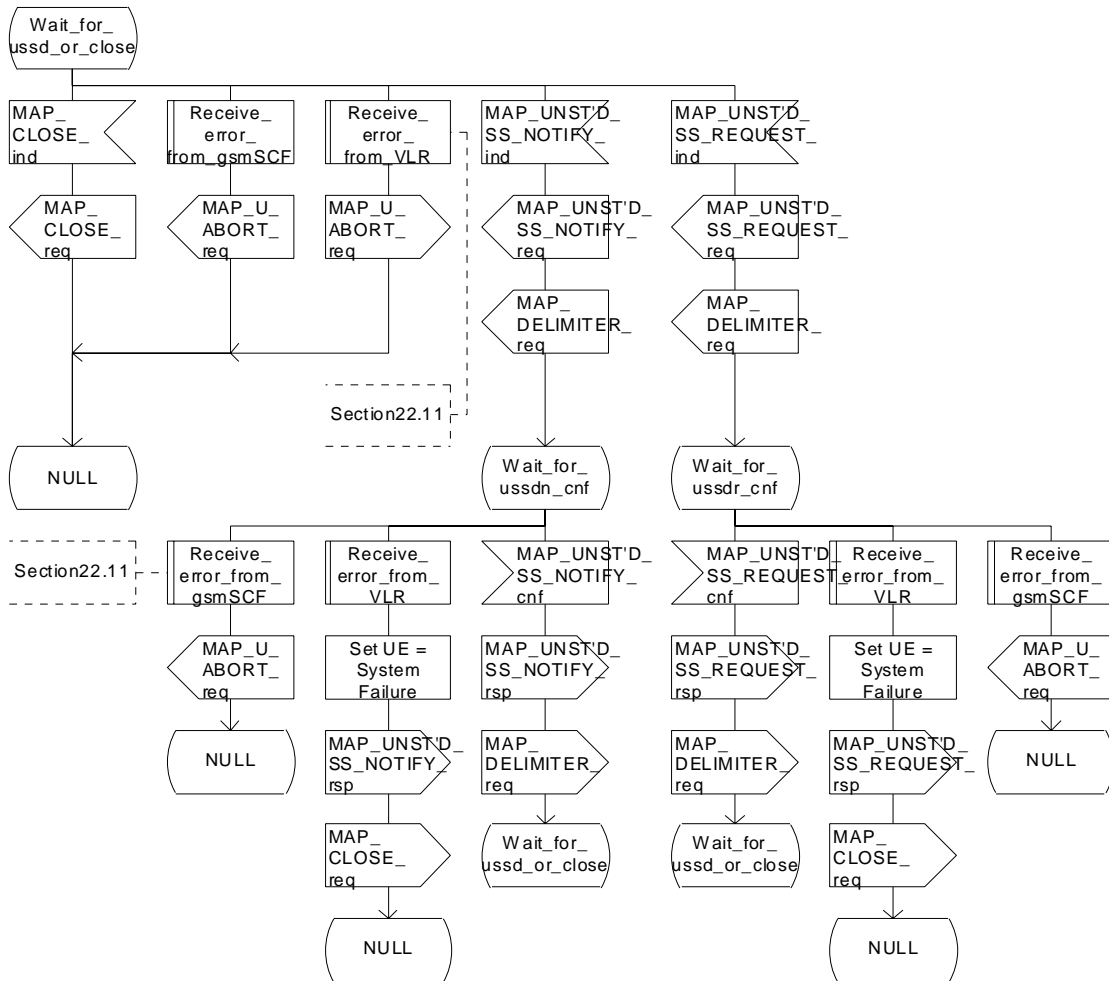 Wait_for_
ussd_or_close
MAP_
CLOSE_
ind
Receive_
error_
from_gsmSCF
Receive_
error_
from_VLR
MAP_UNST'D_
SS_NOTIFY_
ind
MAP_UNST'D_
SS_REQUEST_
ind
MAP_
CLOSE_
req
MAP_U_
ABORT_
req
MAP_U_
ABORT_
req
MAP_UNST'D_
SS_NOTIFY_
req
MAP_UNST'D_
SS_REQUEST_
req
MAP_
DELIMITER_
req
MAP_
DELIMITER_
req
Section22.11
NULL
Wait_for_
ussdn_cnf
Wait_for_
ussdr_cnf
Section22.11
Receive_
error_from_
gsmSCF
Receive_
error_from_
VLR
MAP_UNST'D_
SS_NOTIFY_
cnf
MAP_UNST'D_
SS_REQUEST_
cnf
Receive_
error_from_
VLR
Receive_
error_from_
gsmSCF
MAP_U_
ABORT_
req
Set UE =
System
Failure
MAP_UNST'D_
SS_NOTIFY_
rsp
MAP_UNST'D_
SS_REQUEST_
rsp
Set UE =
System
Failure
MAP_U_
ABORT_
req
NULL
MAP_UNST'D_
SS_NOTIFY_
rsp
MAP_
DELIMITER_
req
MAP_
DELIMITER_
req
MAP_UNST'D_
SS_REQUEST_
rsp
NULL
MAP_
CLOSE_
req
Wait_for_
ussd_or_close
Wait_for_
ussd_or_close
MAP_
CLOSE_
req
NULL
NULL